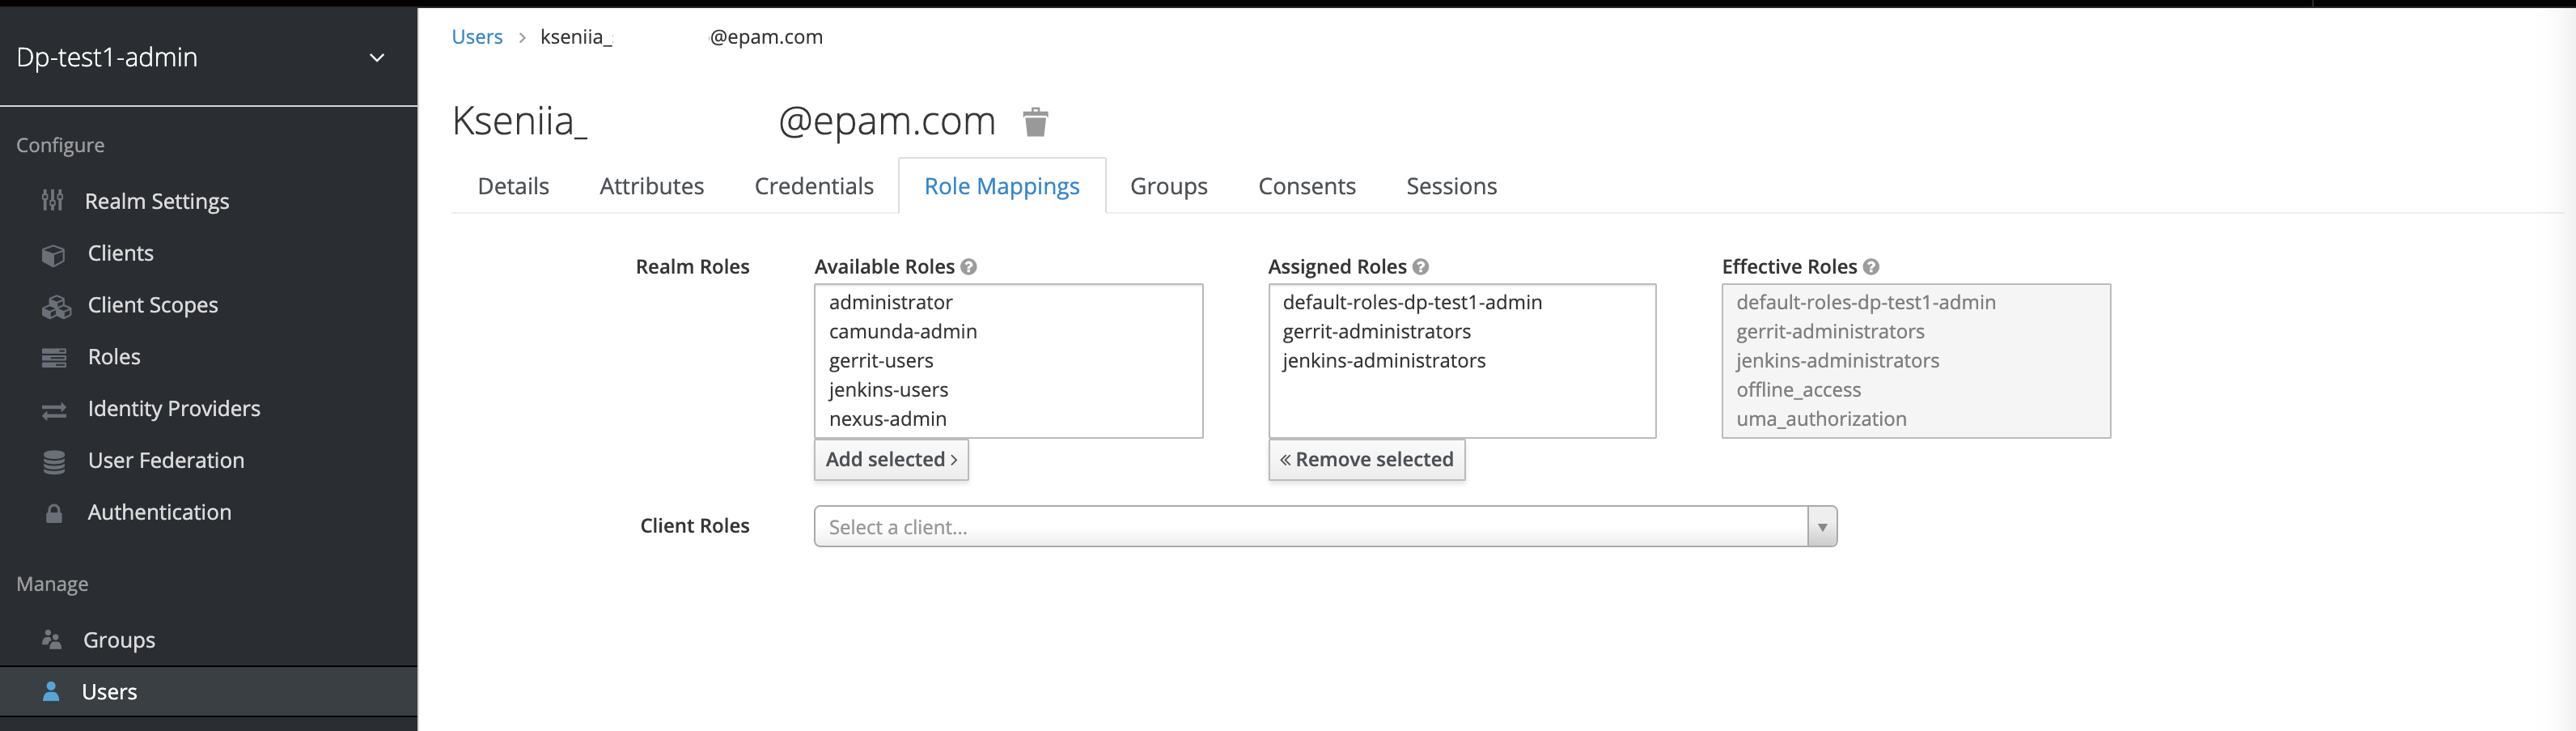 Dp-test1-admin
Configure
Realm Settings
Clients
Client Scopes
Roles
Identity Providers
User Federation
Authentication
Manage
Groups
Users
Users > kseniia_ @epam.com
Kseniia_ @epam.com
Details Attributes Credentials Role Mappings Groups Consents Sessions
Realm Roles
Available Roles
administrator
camunda-admin
gerrit-users
jenkins-users
nexus-admin
Add selected >
Assigned Roles
default-roles-dp-test1-admin
gerrit-administrators
jenkins-administrators
« Remove selected
Effective Roles
default-roles-dp-test1-admin
gerrit-administrators
jenkins-administrators
offline_access
uma_authorization
Client Roles
Select a client...